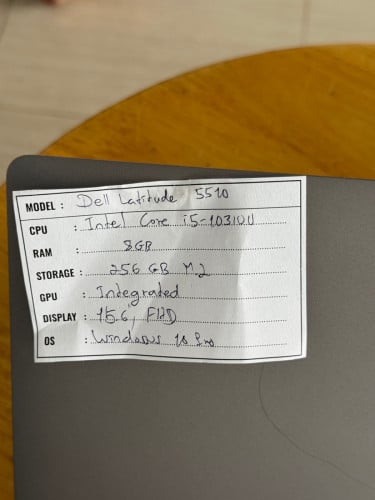 MODEL : Dell Latitude 5510
CPU : Intel Core i5-10310U
RAM 8GB
STORAGE : 256 GB M.2
GPU : Integrated
DISPLAY : 15.6, FHD
OS : Windows 10 Pro